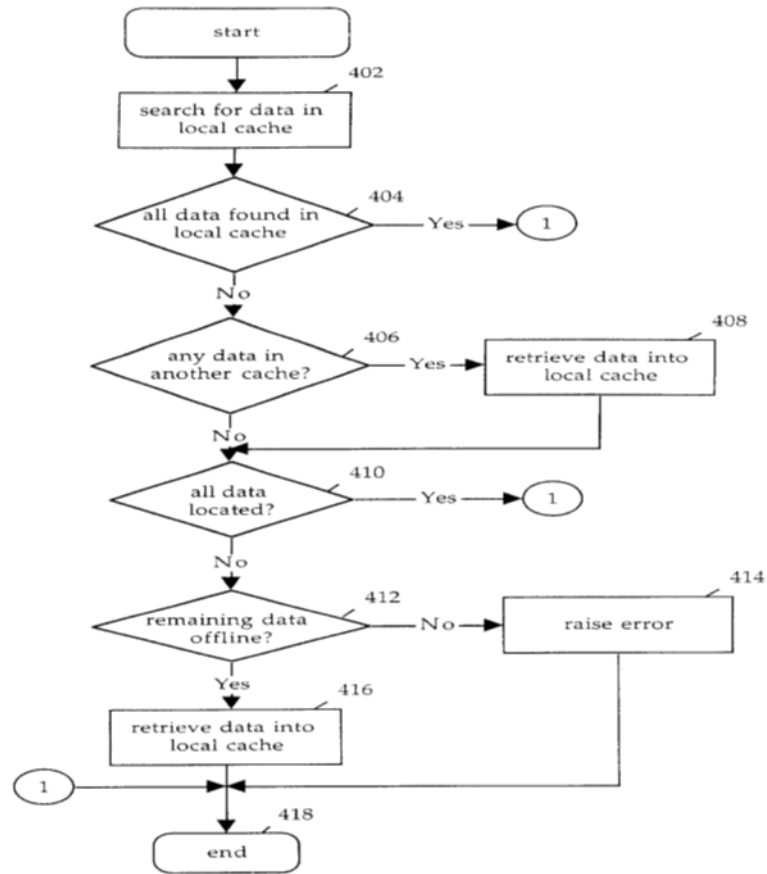 start
402
search for data in
local cache
404
all data found in
local cache
Yes
1
No
406
any data in
another cache?
Yes
408
retrieve data into
local cache
No
410
all data
located?
Yes
1
No
412
remaining data
offline?
No
414
raise error
Yes
416
retrieve data into
local cache
1
418
end